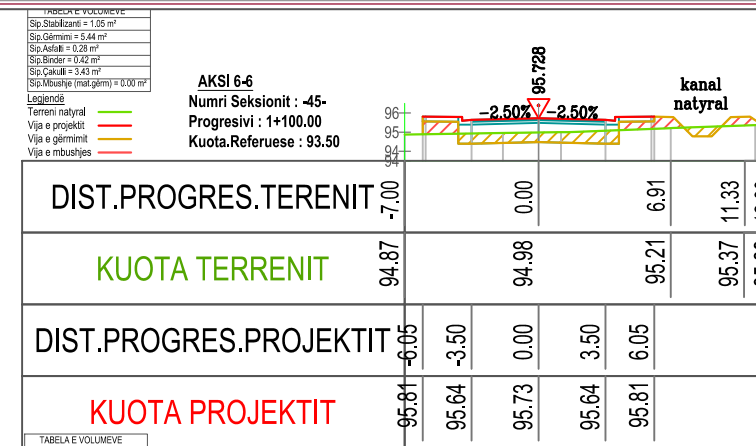 TABELA E VOLUMEVE
Sip.Stabilizanti = 1.05 m²
Sip.Gërmimi = 5.44 m²
Sip.Asfalti = 0.28 m²
Sip.Binder = 0.42 m²
Sip.Çakulli = 3.43 m²
Sip.Mbushje (mat.gërm) = 0.00 m²
Legjendë
Terreni natyral
Vija e projektit
Vija e gërmimit
Vija e mbushjes
AKSI 6-6
Numri Seksionit : -45-
Progresivi : 1+100.00
Kuota.Referuese : 93.50
95.728
-2.50% -2.50%
kanal
natyral
96
95
94
94
DIST.PROGRES.TERENIT -7.00 0.00 6.91 11.33
KUOTA TERRENIT 94.87 94.98 95.21 95.37
DIST.PROGRES.PROJEKTIT -6.05 -3.50 0.00 3.50 6.05
KUOTA PROJEKTIT 95.81 95.64 95.73 95.64 95.81
TABELA E VOLUMEVE